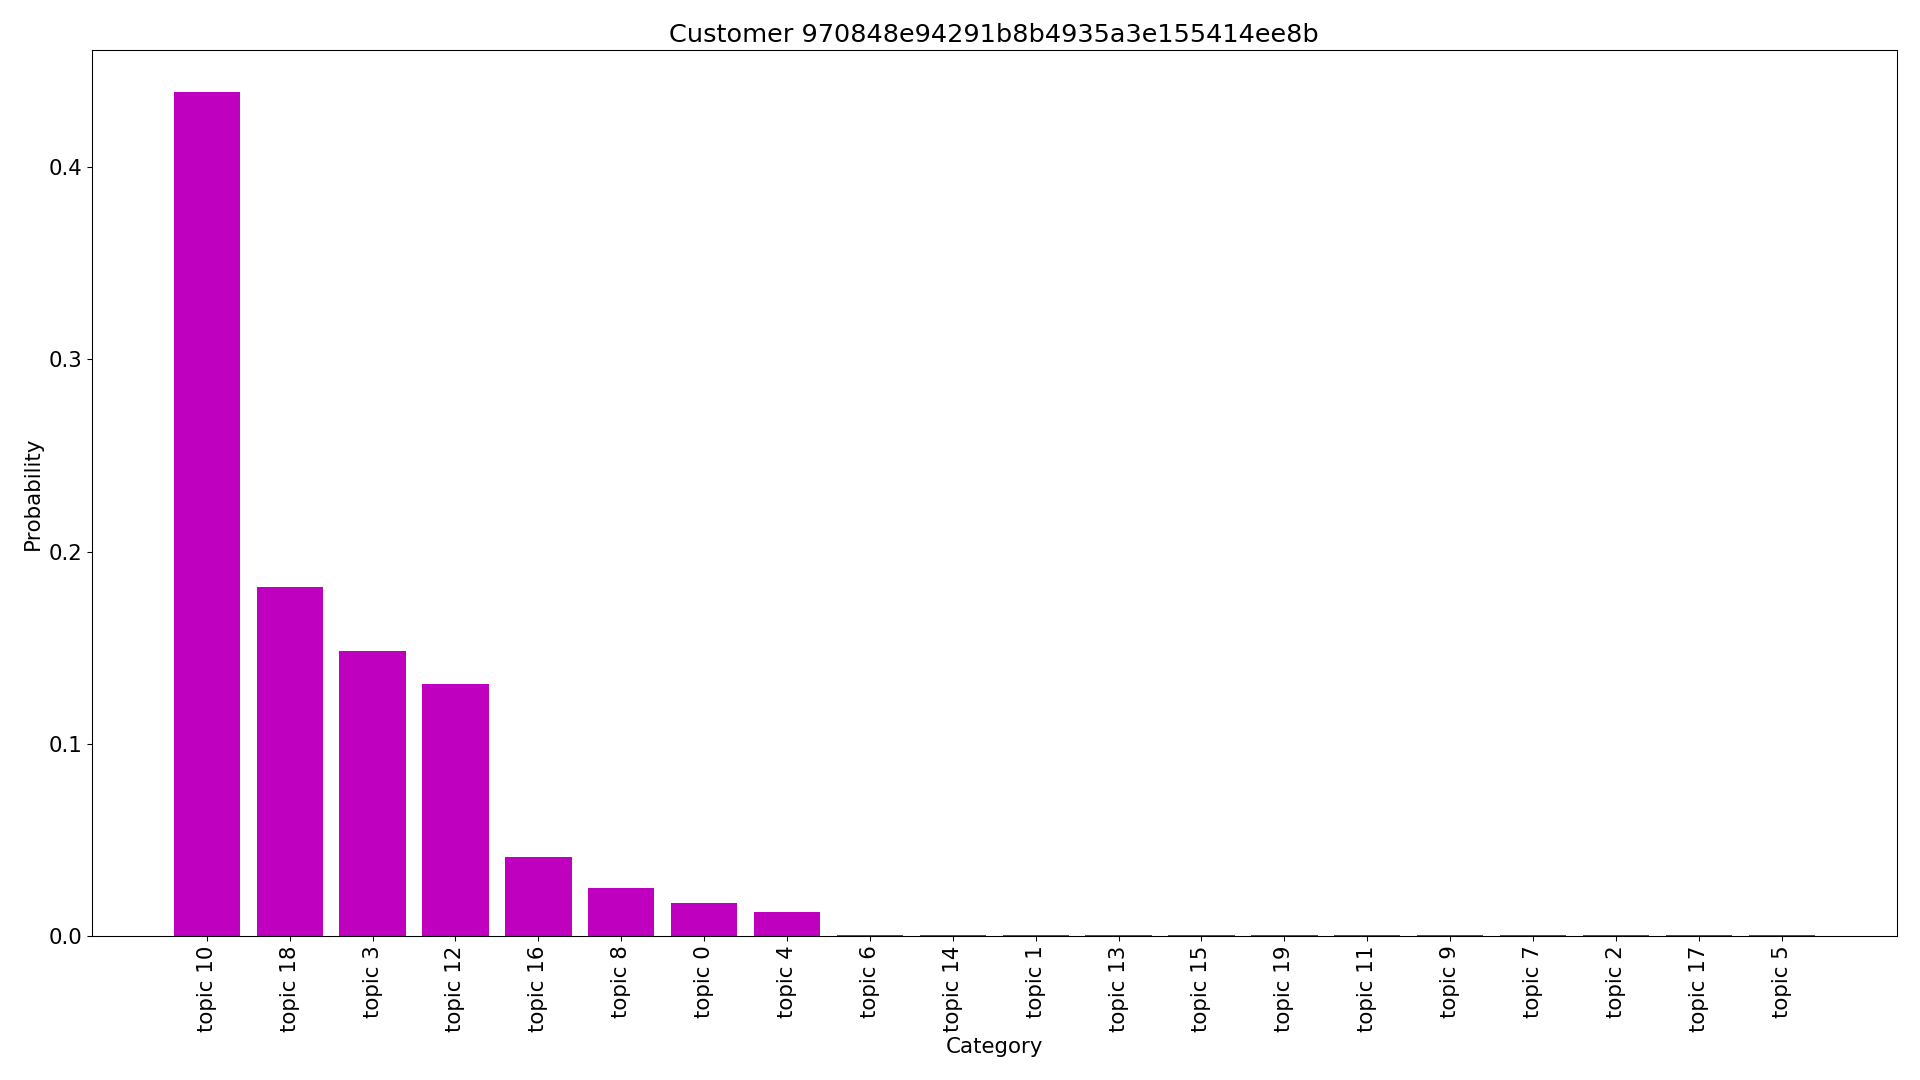 Customer 970848e94291b8b4935a3e155414ee8b
Probability
0.4
0.3
0.2
0.1
0.0
topic 10
topic 18
topic 3
topic 12
topic 16
topic 8
topic 0
topic 4
topic 6
topic 14
topic 1
topic 13
topic 15
topic 19
topic 11
topic 9
topic 7
topic 2
topic 17
topic 5
Category